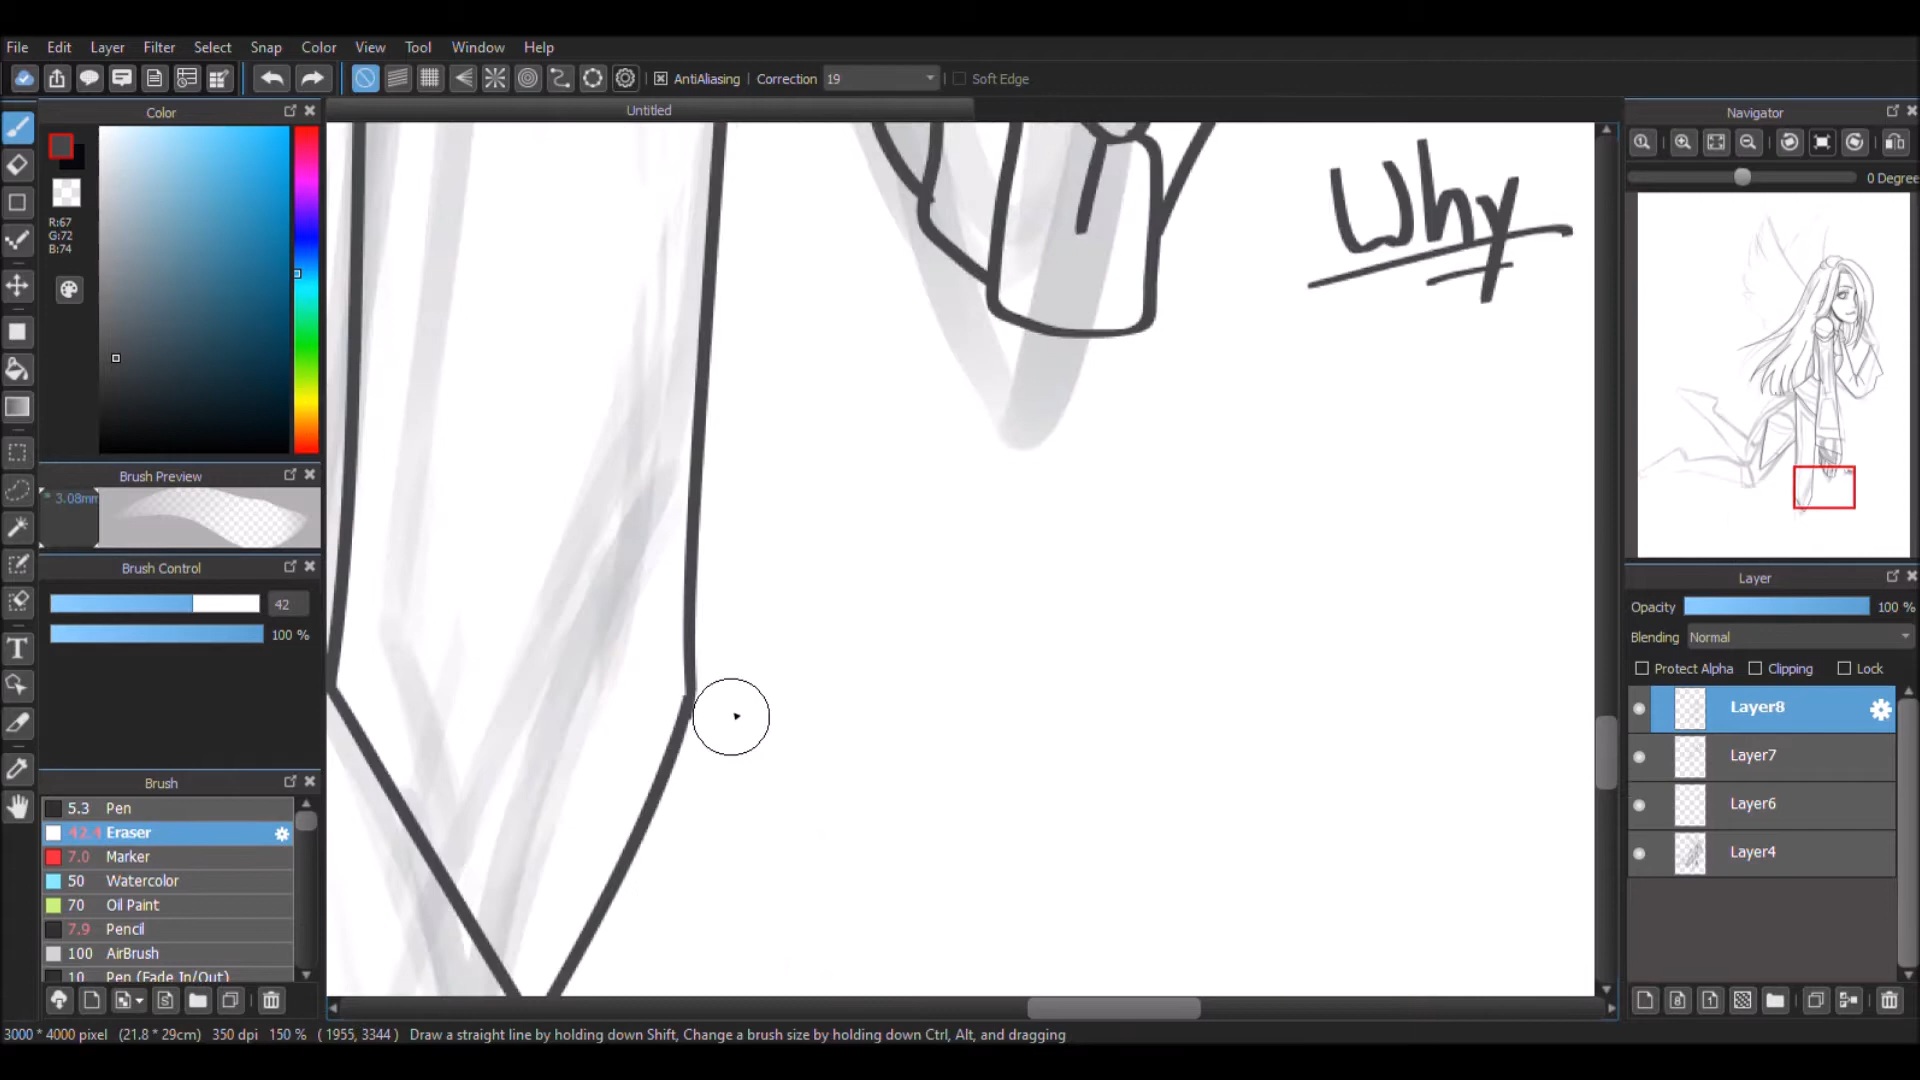 File Edit Layer Filter Select Snap Color View Tool Window Help
AntiAliasing Correction 19 Soft Edge
Color
Untitled
Navigator
0 Degree
R:67
G:72
B:74
Why
Brush Preview
* 3.08mm
Brush Control
42
100 %
Layer
Opacity 100 %
Blending Normal
Protect Alpha Clipping Lock
Layer8
Layer7
Layer6
Layer4
Brush
5.3 Pen
42.4 Eraser
7.0 Marker
50 Watercolor
70 Oil Paint
7.9 Pencil
100 AirBrush
10 Pen (Fade In/Out)
3000 * 4000 pixel (21.8 * 29cm) 350 dpi 150 % ( 1955, 3344 ) Draw a straight line by holding down Shift, Change a brush size by holding down Ctrl, Alt, and dragging